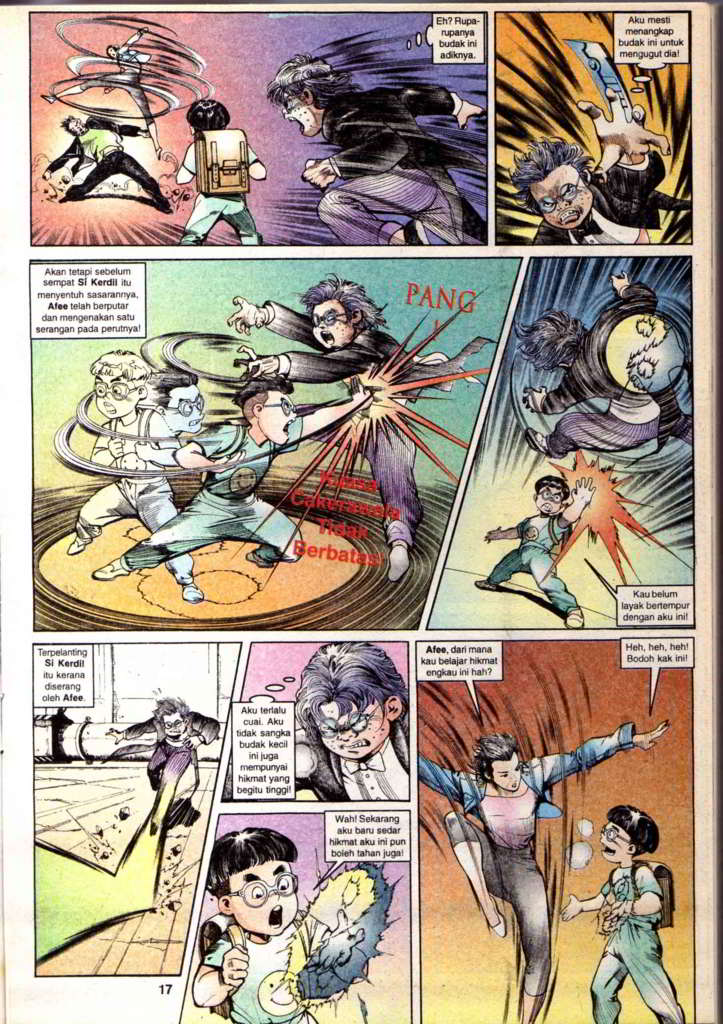 Eh? Rupa-
rupanya
budak ini
adiknya.
Aku mesti
menangkap
budak ini untuk
mengugut dia!
Akan tetapi sebelum
sempat Si Kerdil itu
menyentuh sasarannya,
Afee telah berputar
dan mengenakan satu
serangan pada perutnya!
PANG
!
Kuasa
Cakerawala
Tidak
Berbatas!
Kau belum
layak bertempur
dengan aku ini!
Terpelanting
Si Kerdil
itu kerana
diserang
oleh Afee.
Aku terlalu
cuai. Aku
tidak sangka
budak kecil
ini juga
mempunyai
hikmat yang
begitu tinggi!
Wah! Sekarang
aku baru sedar
hikmat aku ini pun
boleh tahan juga!
Afee, dari mana
kau belajar hikmat
engkau ini hah?
Heh, heh, heh!
Bodoh kak ini!
17